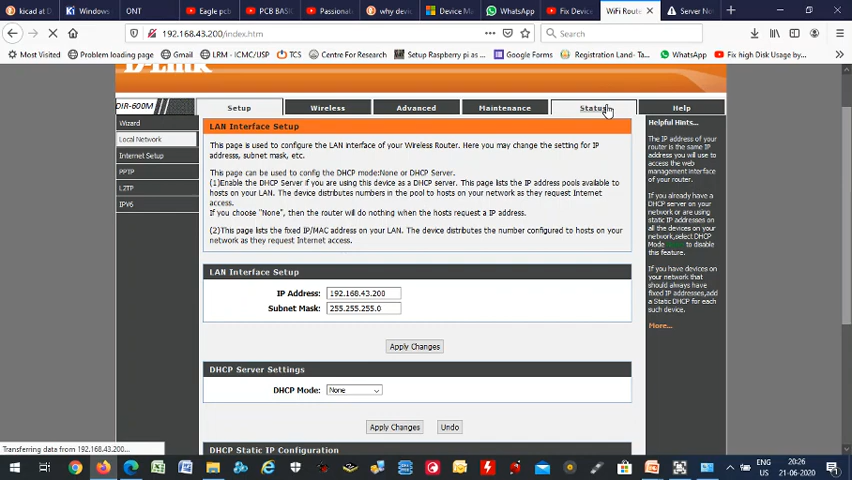 kicad at D
Windows
ONT
Eagle pcb
PCB BASIC
Passionat
why devic
Device Ma
WhatsApp
Fix Device
WiFi Route
Server No
192.168.43.200/index.htm
Search
Most Visited
Gmail
LRM - ICMC/USP
TCS
Centre For Research
Setup Raspberry pi o...
Google Forms
Registration Land- Ta...
WhatsApp
Fix high Disk Usage b...
D-Link
DIR-600M
Setup
Wireless
Advanced
Maintenance
Status
Help
Wizard
Local Network
Internet Setup
PPTP
L2TP
IPV6
LAN Interface Setup
This page is used to configure the LAN interface of your Wireless Router. Here you may change the setting for IP
address, subnet mask, etc.
This page can be used to config the DHCP mode:None or DHCP Server.
(1)Enable the DHCP Server if you are using this device as a DHCP server. This page lists the IP address pools available to
hosts on your LAN. The device distributes numbers in the pool to hosts on your network as they request Internet
access.
If you choose "None", then the router will do nothing when the hosts request a IP address.
(2)This page lists the fixed IP/MAC address on your LAN. The device distributes the number configured to hosts on your
network as they request Internet access.
LAN Interface Setup
IP Address: 192.168.43.200
Subnet Mask: 255.255.255.0
Apply Changes
DHCP Server Settings
DHCP Mode: None
Apply Changes
Undo
DHCP Static IP Configuration
Helpful Hints...
The IP address of your
router is the same IP
address you will use to
access the web
management interface
of your router.
If you already have a
DHCP server on your
network or are using
static IP addresses on
all the devices on your
network,select DHCP
Mode None to disable
this feature.
If you have devices on
your network that
should always have
fixed IP addresses,add
a Static DHCP for each
such device.
More...
Transferring data from 192.168.43.200...
ENG
US
20:26
21-06-2020